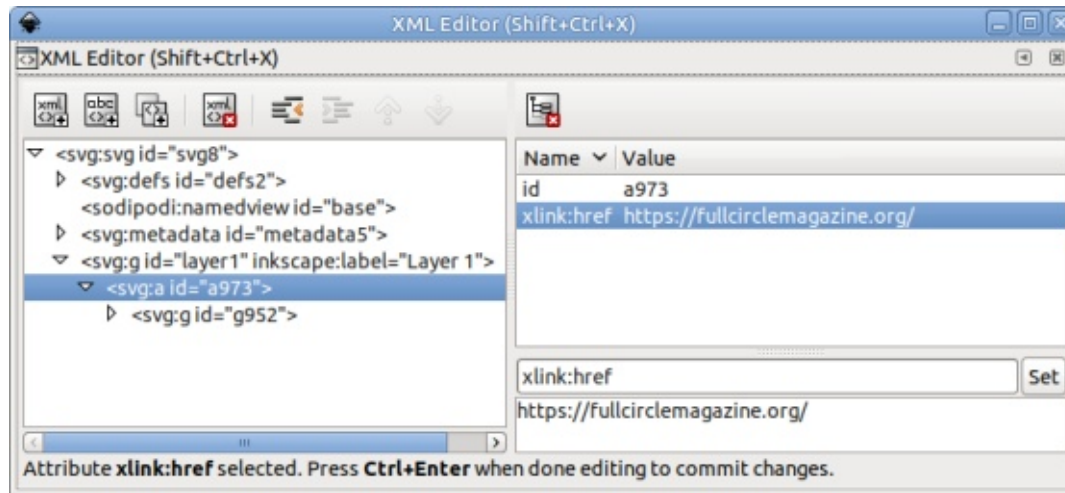 XML Editor (Shift+Ctrl+X)
XML Editor (Shift+Ctrl+X)
xml
abc
xml
<svg:svg id="svg8">
<svg:defs id="defs2">
<sodipodi:namedview id="base">
<svg:metadata id="metadata5">
<svg:g id="layer1" inkscape:label="Layer 1">
<svg:a id="a973">
<svg:g id="g952">
Name Value
id a973
xlink:href https://fullcirclemagazine.org/
xlink:href Set
https://fullcirclemagazine.org/
Attribute xlink:href selected. Press Ctrl+Enter when done editing to commit changes.